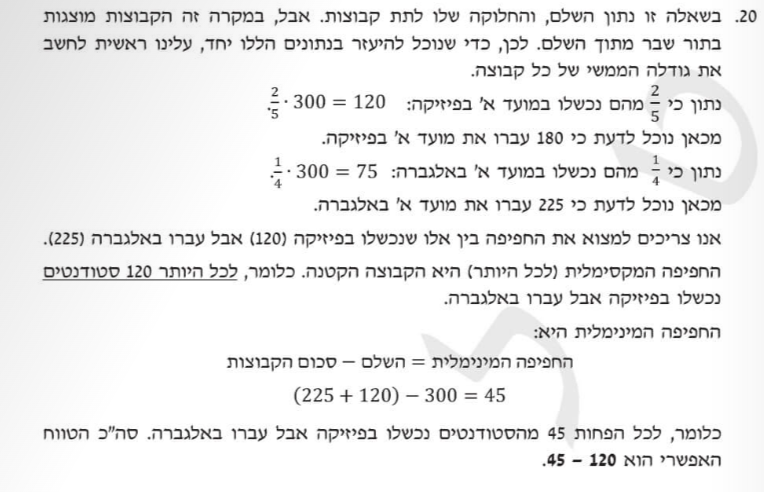 20. בשאלה זו נתון השלם, והחלוקה שלו לתת קבוצות. אבל, במקרה זה הקבוצות מוצגות
בתור שבר מתוך השלם. לכן, כדי שנוכל להיעזר בנתונים הללו יחד, עלינו ראשית לחשב
את גודלה הממשי של כל קבוצה.
נתון כי 2/5 מהם נכשלו במועד א' בפיזיקה: 2/5 · 300 = 120.
מכאן נוכל לדעת כי 180 עברו את מועד א' בפיזיקה.
נתון כי 1/4 מהם נכשלו במועד א' באלגברה: 1/4 · 300 = 75.
מכאן נוכל לדעת כי 225 עברו את מועד א' באלגברה.
אנו צריכים למצוא את החפיפה בין אלו שנכשלו בפיזיקה (120) אבל עברו באלגברה (225).
החפיפה המקסימלית (לכל היותר) היא הקבוצה הקטנה. כלומר, לכל היותר 120 סטודנטים
נכשלו בפיזיקה אבל עברו באלגברה.
החפיפה המינימלית היא:
החפיפה המינימלית = השלם − סכום הקבוצות
(225 + 120) − 300 = 45
כלומר, לכל הפחות 45 מהסטודנטים נכשלו בפיזיקה אבל עברו באלגברה. סה"כ הטווח
האפשרי הוא 120 – 45.